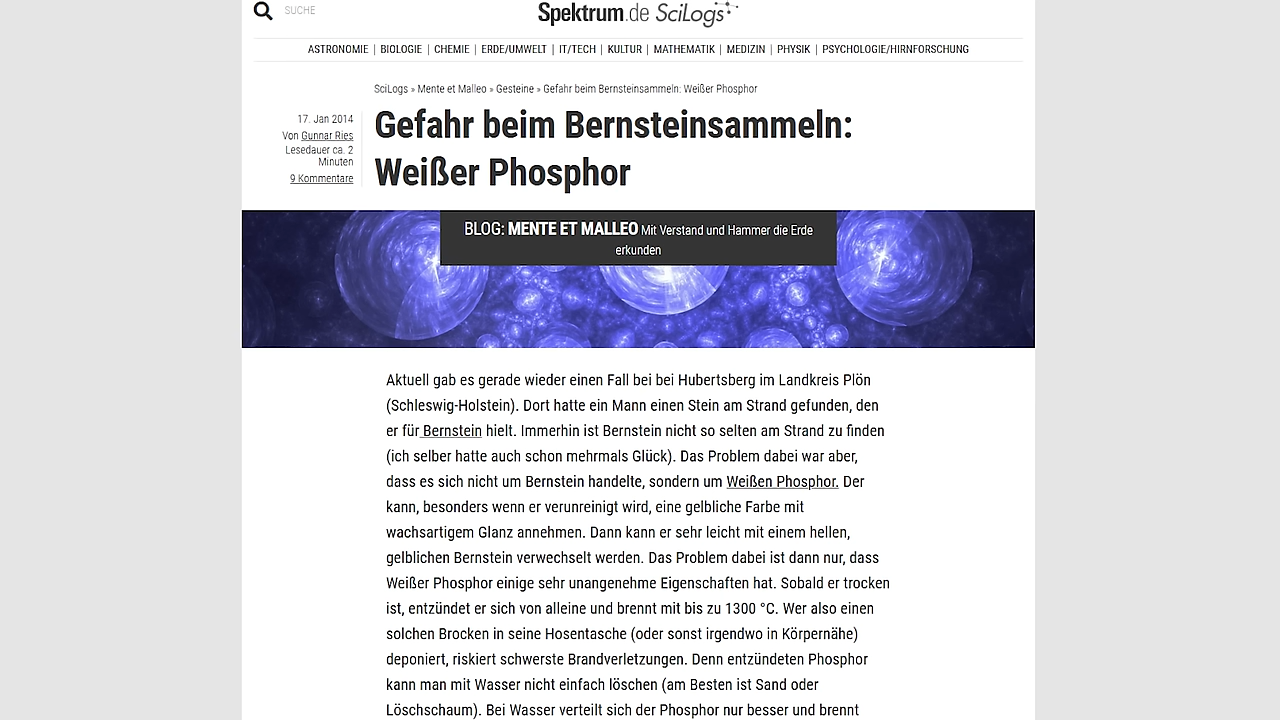 SUCHE
Spektrum.de SciLogs
ASTRONOMIE | BIOLOGIE | CHEMIE | ERDE/UMWELT | IT/TECH | KULTUR | MATHEMATIK | MEDIZIN | PHYSIK | PSYCHOLOGIE/HIRNFORSCHUNG
SciLogs » Mente et Malleo » Gesteine » Gefahr beim Bernsteinsammeln: Weißer Phosphor
17. Jan 2014
Von Gunnar Ries
Lesedauer ca. 2
Minuten
9 Kommentare
Gefahr beim Bernsteinsammeln:
Weißer Phosphor
BLOG: MENTE ET MALLEO Mit Verstand und Hammer die Erde
erkunden
Aktuell gab es gerade wieder einen Fall bei bei Hubertsberg im Landkreis Plön
(Schleswig-Holstein). Dort hatte ein Mann einen Stein am Strand gefunden, den
er für Bernstein hielt. Immerhin ist Bernstein nicht so selten am Strand zu finden
(ich selber hatte auch schon mehrmals Glück). Das Problem dabei war aber,
dass es sich nicht um Bernstein handelte, sondern um Weißen Phosphor. Der
kann, besonders wenn er verunreinigt wird, eine gelbliche Farbe mit
wachsartigem Glanz annehmen. Dann kann er sehr leicht mit einem hellen,
gelblichen Bernstein verwechselt werden. Das Problem dabei ist dann nur, dass
Weißer Phosphor einige sehr unangenehme Eigenschaften hat. Sobald er trocken
ist, entzündet er sich von alleine und brennt mit bis zu 1300 °C. Wer also einen
solchen Brocken in seine Hosentasche (oder sonst irgendwo in Körpernähe)
deponiert, riskiert schwerste Brandverletzungen. Denn entzündeten Phosphor
kann man mit Wasser nicht einfach löschen (am Besten ist Sand oder
Löschschaum). Bei Wasser verteilt sich der Phosphor nur besser und brennt